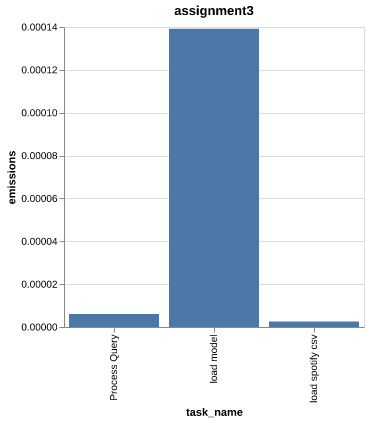 assignment3
0.00014
0.00012
0.00010
0.00008
0.00006
0.00004
0.00002
0.00000
emissions
Process Query
load model
load spotify csv
task_name